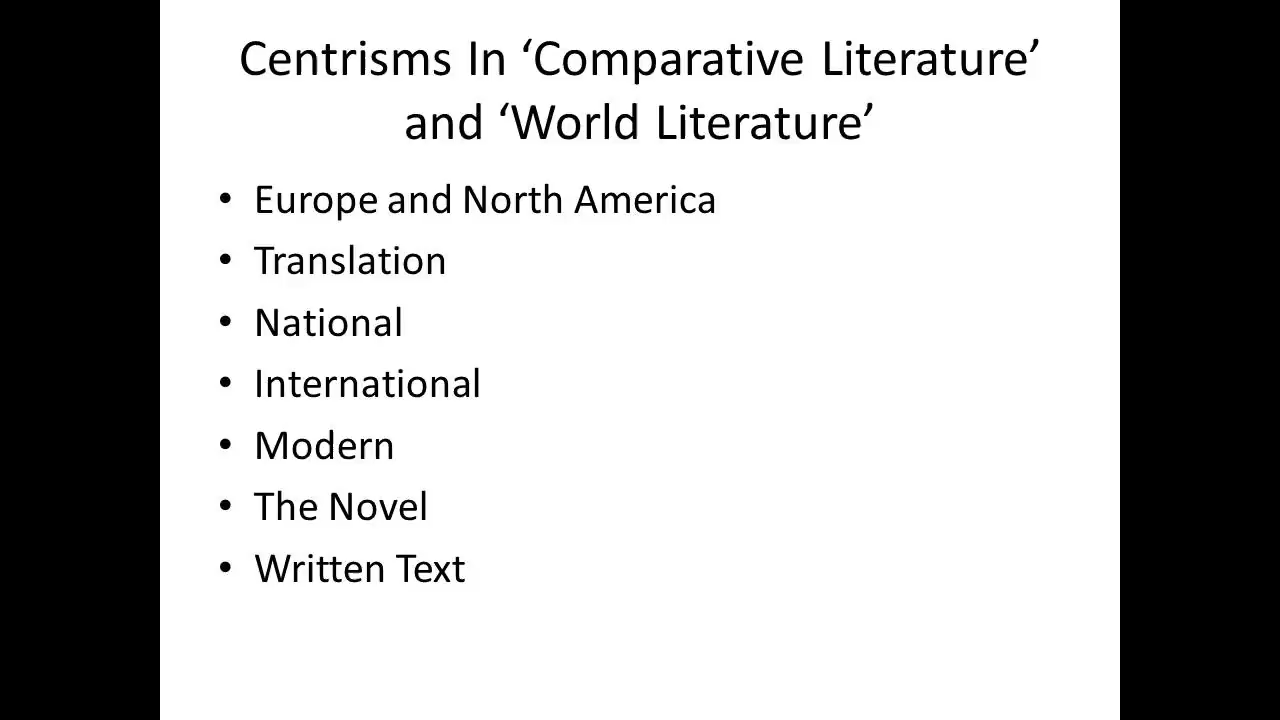 Centrisms In ‘Comparative Literature’
and ‘World Literature’
• Europe and North America
• Translation
• National
• International
• Modern
• The Novel
• Written Text